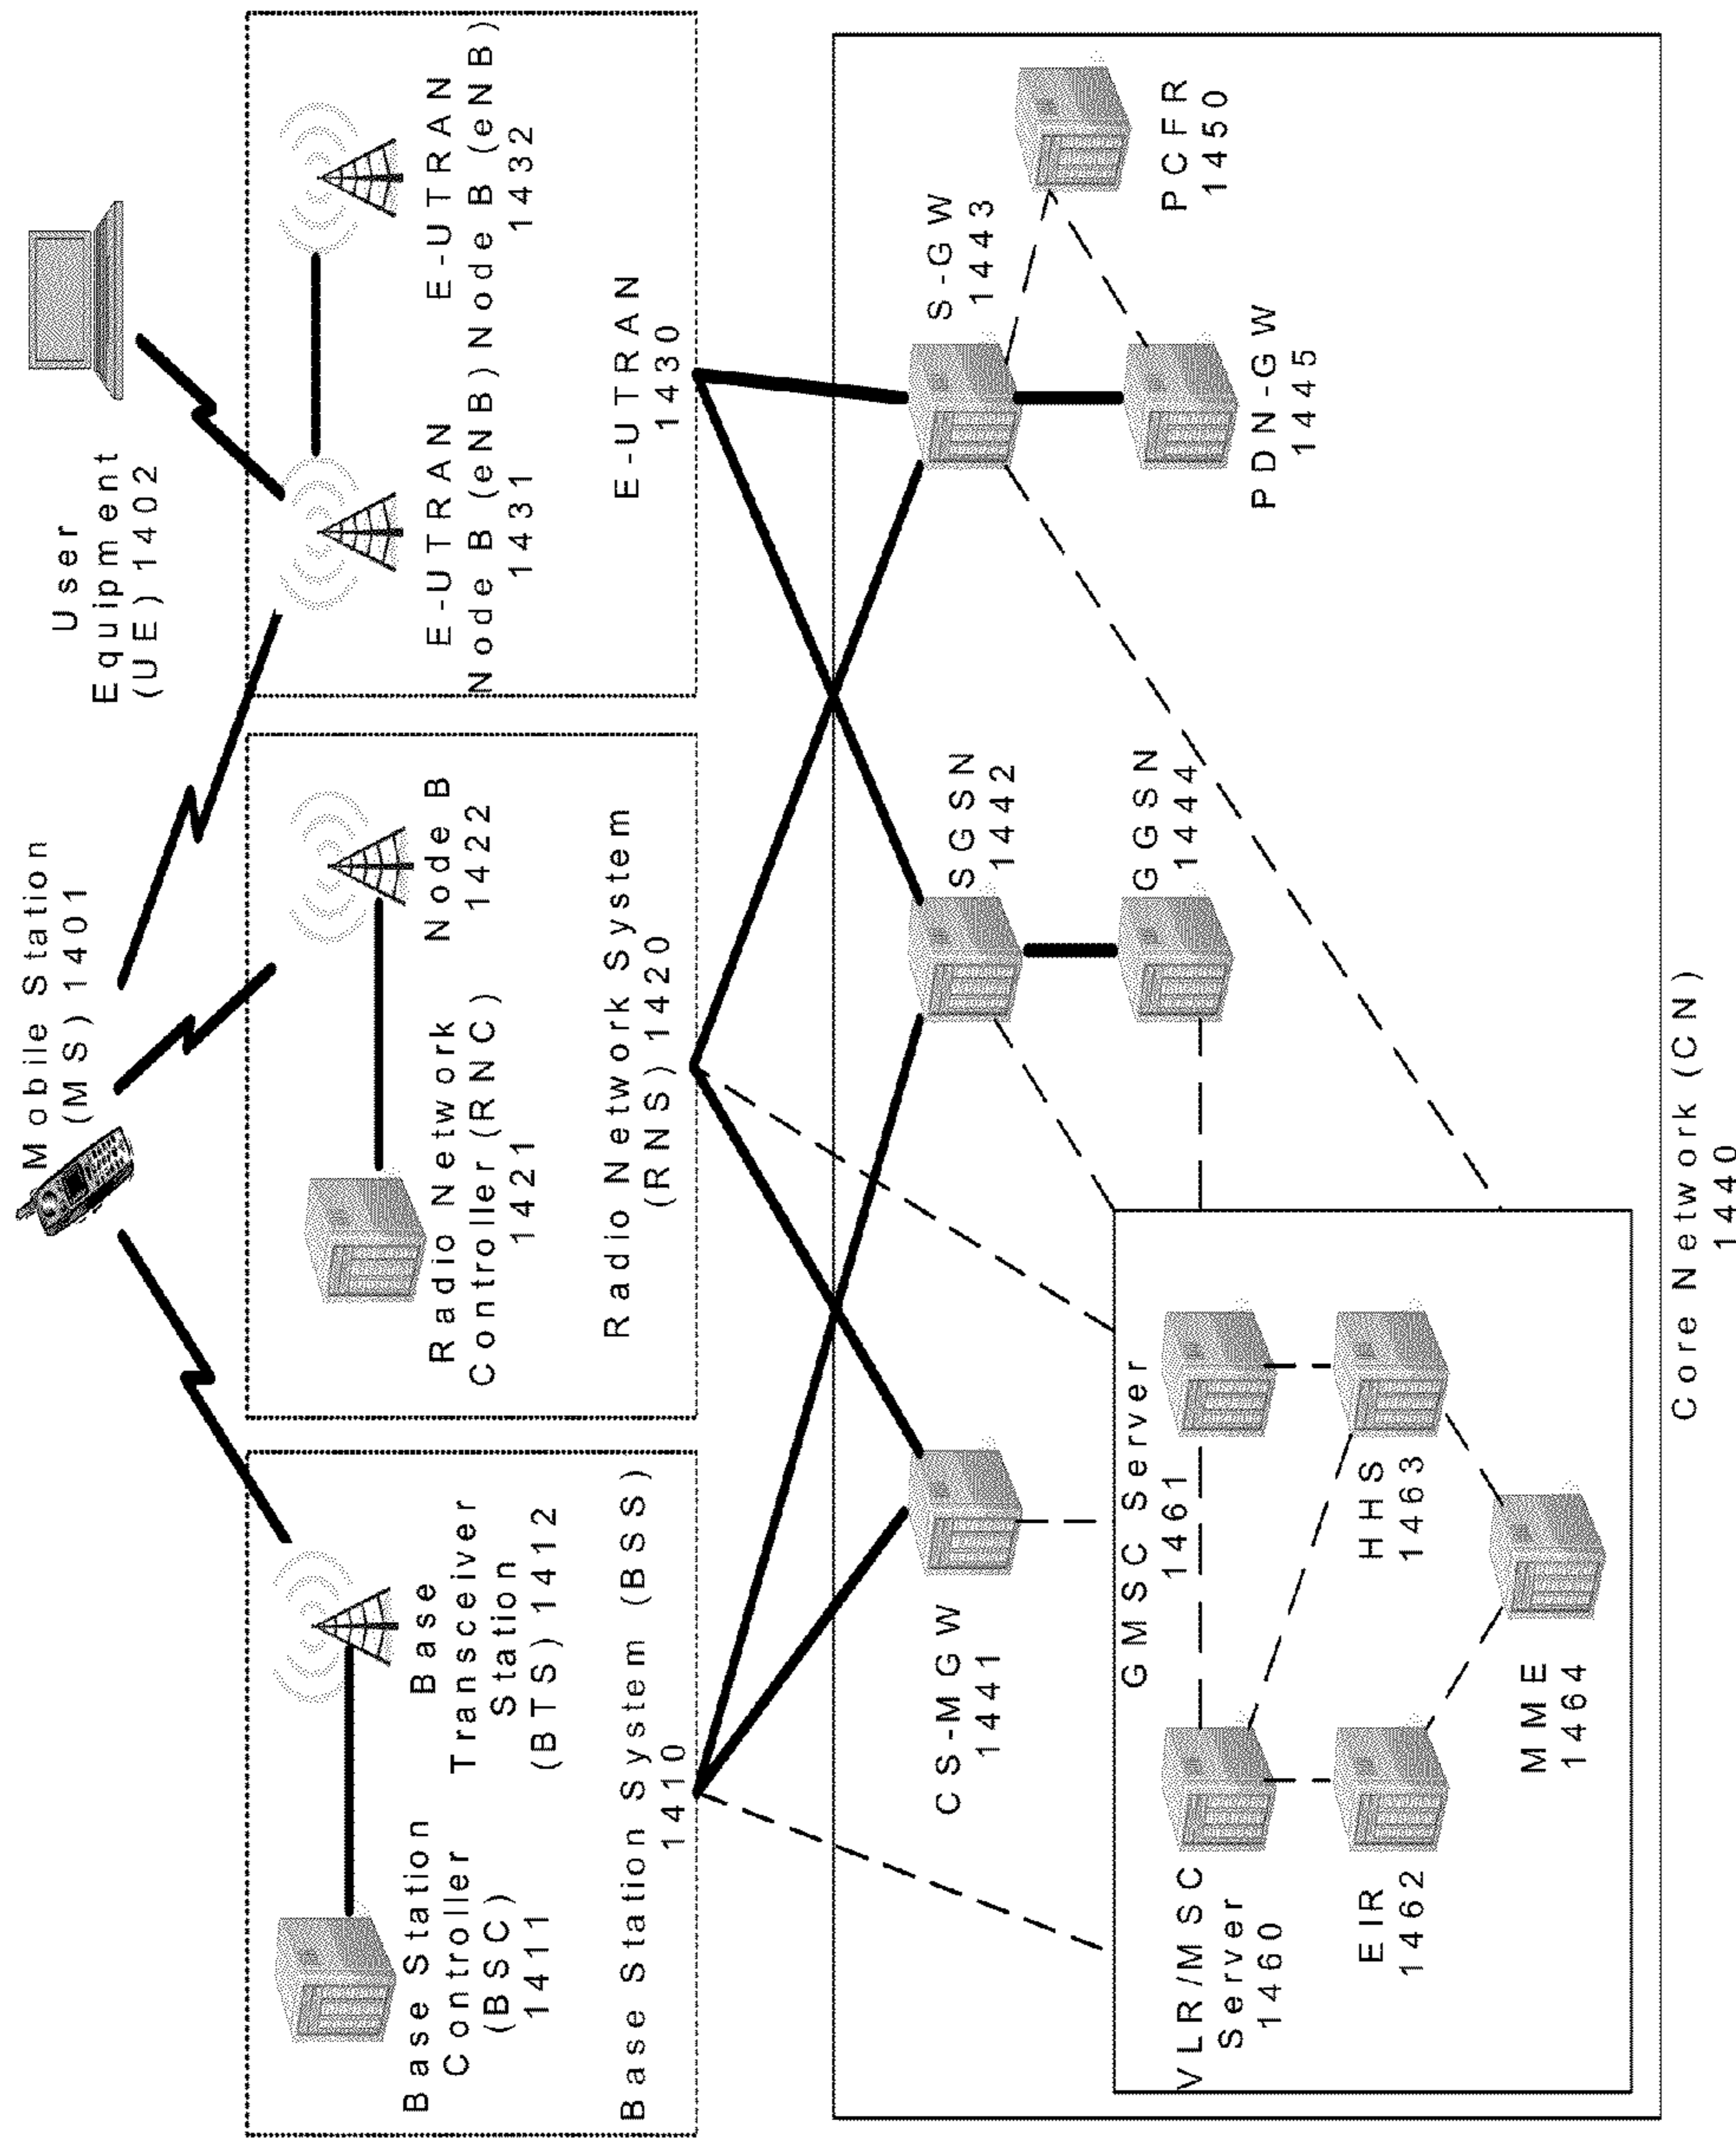 Mobile Station
(MS) 1401
User
Equipment
(UE) 1402
Base Station
Controller
(BSC)
1411
Base
Transceiver
Station
(BTS) 1412
Base Station System (BSS)
1410
Radio Network
Controller (RNC)
1421
Node B
1422
Radio Network System
(RNS) 1420
E-UTRAN
Node B (eNB)
1431
E-UTRAN
Node B (eNB)
1432
E-UTRAN
1430
CS-MGW
1441
SGSN
1442
S-GW
1443
GGSN
1444
PDN-GW
1445
PCFR
1450
VLR/MSC
Server
1460
GMSC Server
1461
EIR
1462
HHS
1463
MME
1464
Core Network (CN)
1440